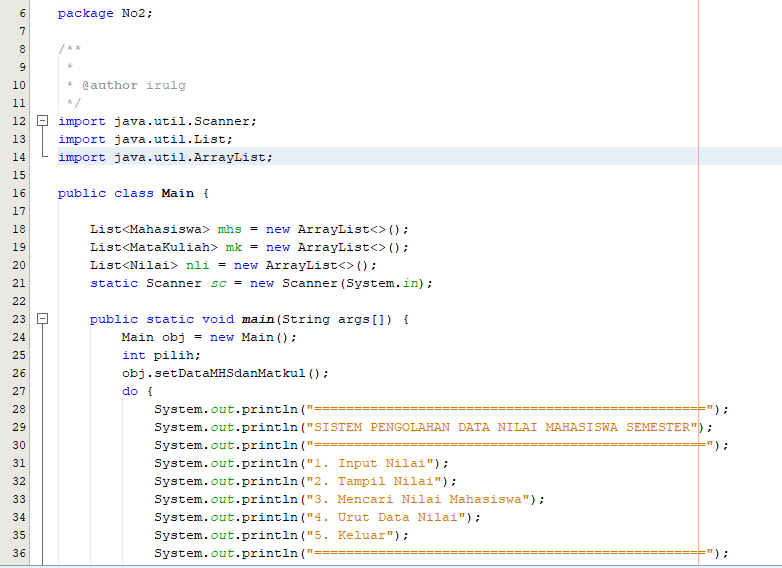 6 package No2;
7
8 /**
9 *
10 * @author irulg
11 */
12 import java.util.Scanner;
13 import java.util.List;
14 import java.util.ArrayList;
15
16 public class Main {
17
18 List<Mahasiswa> mhs = new ArrayList<>();
19 List<MataKuliah> mk = new ArrayList<>();
20 List<Nilai> nli = new ArrayList<>();
21 static Scanner sc = new Scanner(System.in);
22
23 public static void main(String args[]) {
24 Main obj = new Main();
25 int pilih;
26 obj.setDataMHSdanMatkul();
27 do {
28 System.out.println("=================================================");
29 System.out.println("SISTEM PENGOLAHAN DATA NILAI MAHASISWA SEMESTER");
30 System.out.println("=================================================");
31 System.out.println("1. Input Nilai");
32 System.out.println("2. Tampil Nilai");
33 System.out.println("3. Mencari Nilai Mahasiswa");
34 System.out.println("4. Urut Data Nilai");
35 System.out.println("5. Keluar");
36 System.out.println("=================================================");